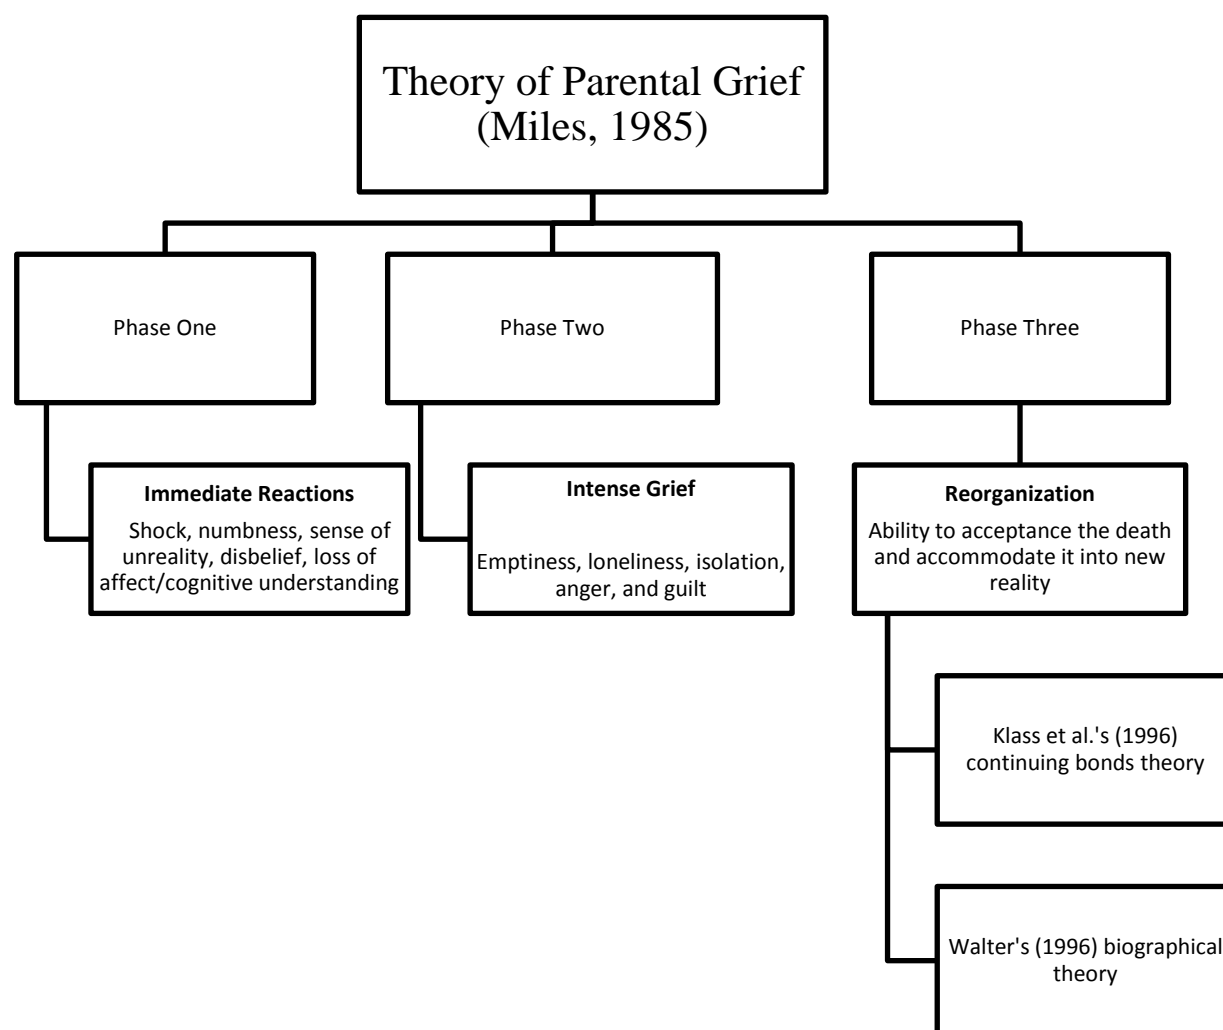 Theory of Parental Grief
(Miles, 1985)
Phase One
Phase Two
Phase Three
Immediate Reactions
Shock, numbness, sense of
unreality, disbelief, loss of
affect/cognitive understanding
Intense Grief
Emptiness, loneliness, isolation,
anger, and guilt
Reorganization
Ability to acceptance the death
and accommodate it into new
reality
Klass et al.'s (1996)
continuing bonds theory
Walter's (1996) biographical
theory